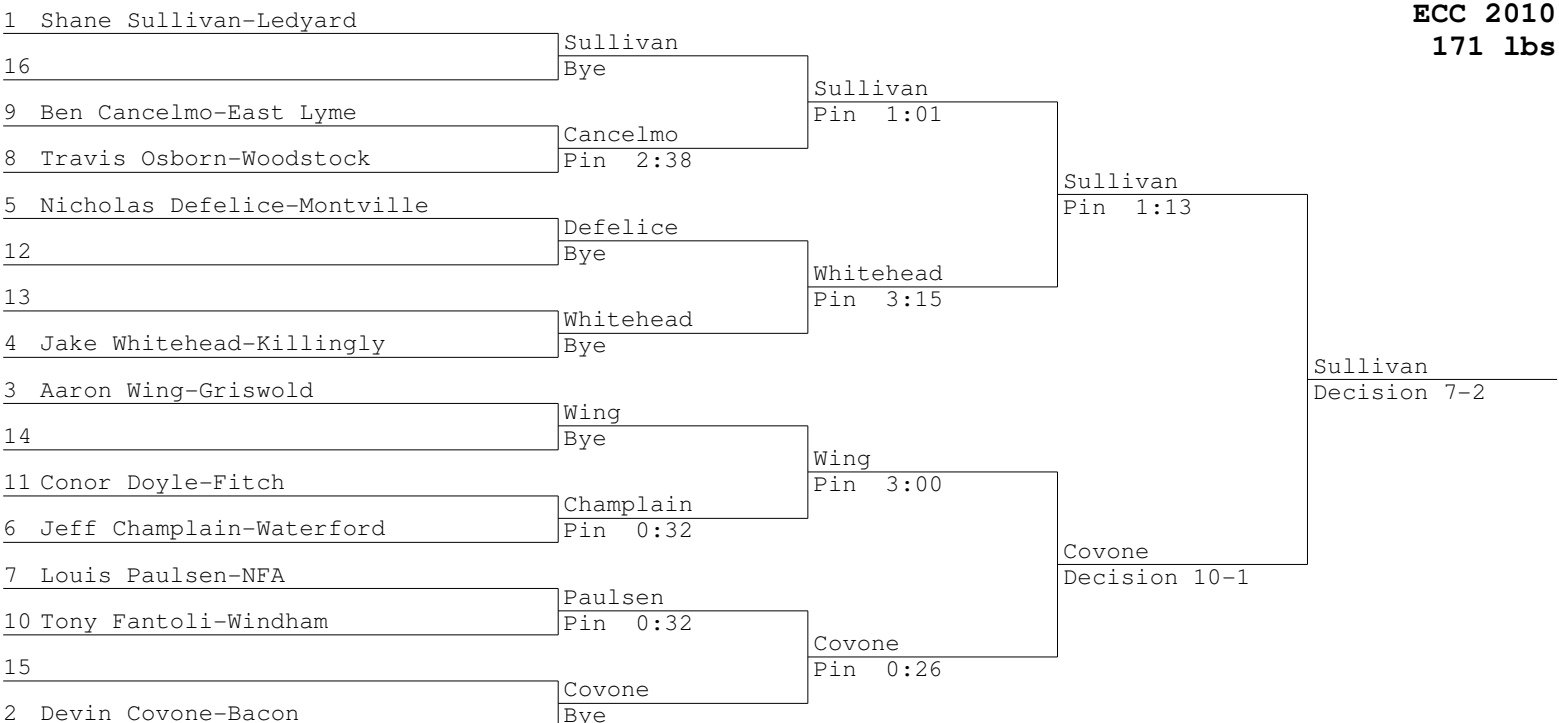 ECC 2010
171 lbs
1 Shane Sullivan-Ledyard
16
9 Ben Cancelmo-East Lyme
8 Travis Osborn-Woodstock
5 Nicholas Defelice-Montville
12
13
4 Jake Whitehead-Killingly
3 Aaron Wing-Griswold
14
11 Conor Doyle-Fitch
6 Jeff Champlain-Waterford
7 Louis Paulsen-NFA
10 Tony Fantoli-Windham
15
2 Devin Covone-Bacon
Sullivan
Bye
Cancelmo
Pin 2:38
Defelice
Bye
Whitehead
Bye
Wing
Bye
Champlain
Pin 0:32
Paulsen
Pin 0:32
Covone
Bye
Sullivan
Pin 1:01
Whitehead
Pin 3:15
Wing
Pin 3:00
Covone
Pin 0:26
Sullivan
Pin 1:13
Covone
Decision 10-1
Sullivan
Decision 7-2